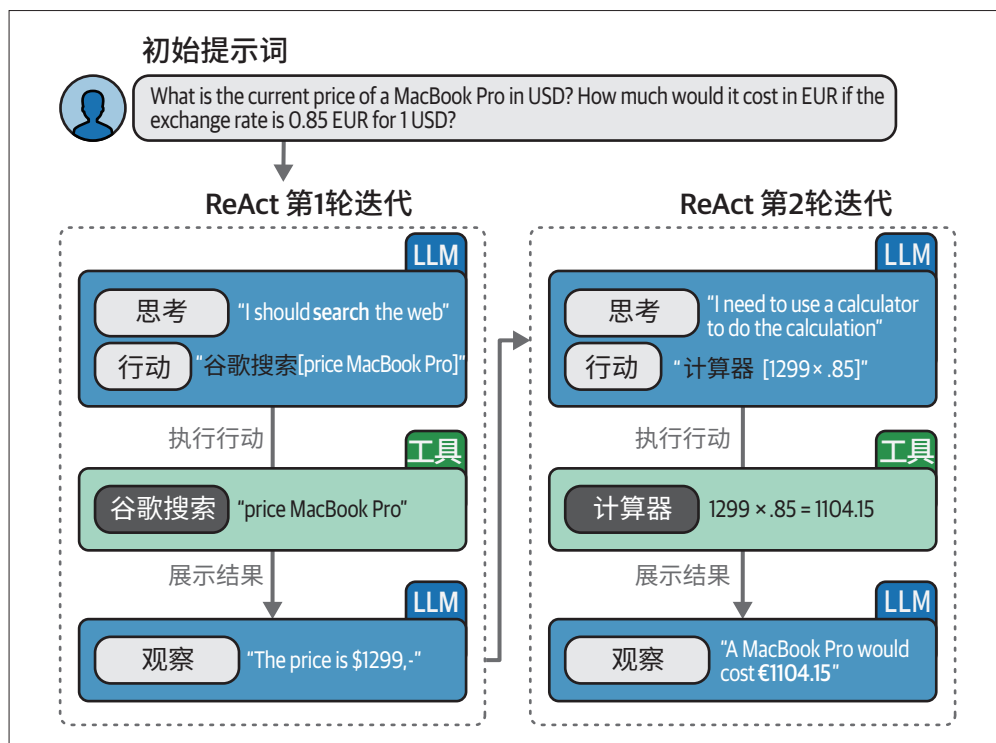 初始提示词
What is the current price of a MacBook Pro in USD? How much would it cost in EUR if the
exchange rate is 0.85 EUR for 1 USD?
ReAct 第1轮迭代
LLM
思考 “I should search the web”
行动 “谷歌搜索[price MacBook Pro]”
执行行动
工具
谷歌搜索 “price MacBook Pro”
展示结果
LLM
观察 “The price is $1299,-”
ReAct 第2轮迭代
LLM
思考 “I need to use a calculator
to do the calculation”
行动 “计算器 [1299× .85]”
执行行动
工具
计算器 1299 × .85 = 1104.15
展示结果
LLM
观察 “A MacBook Pro would
cost €1104.15”